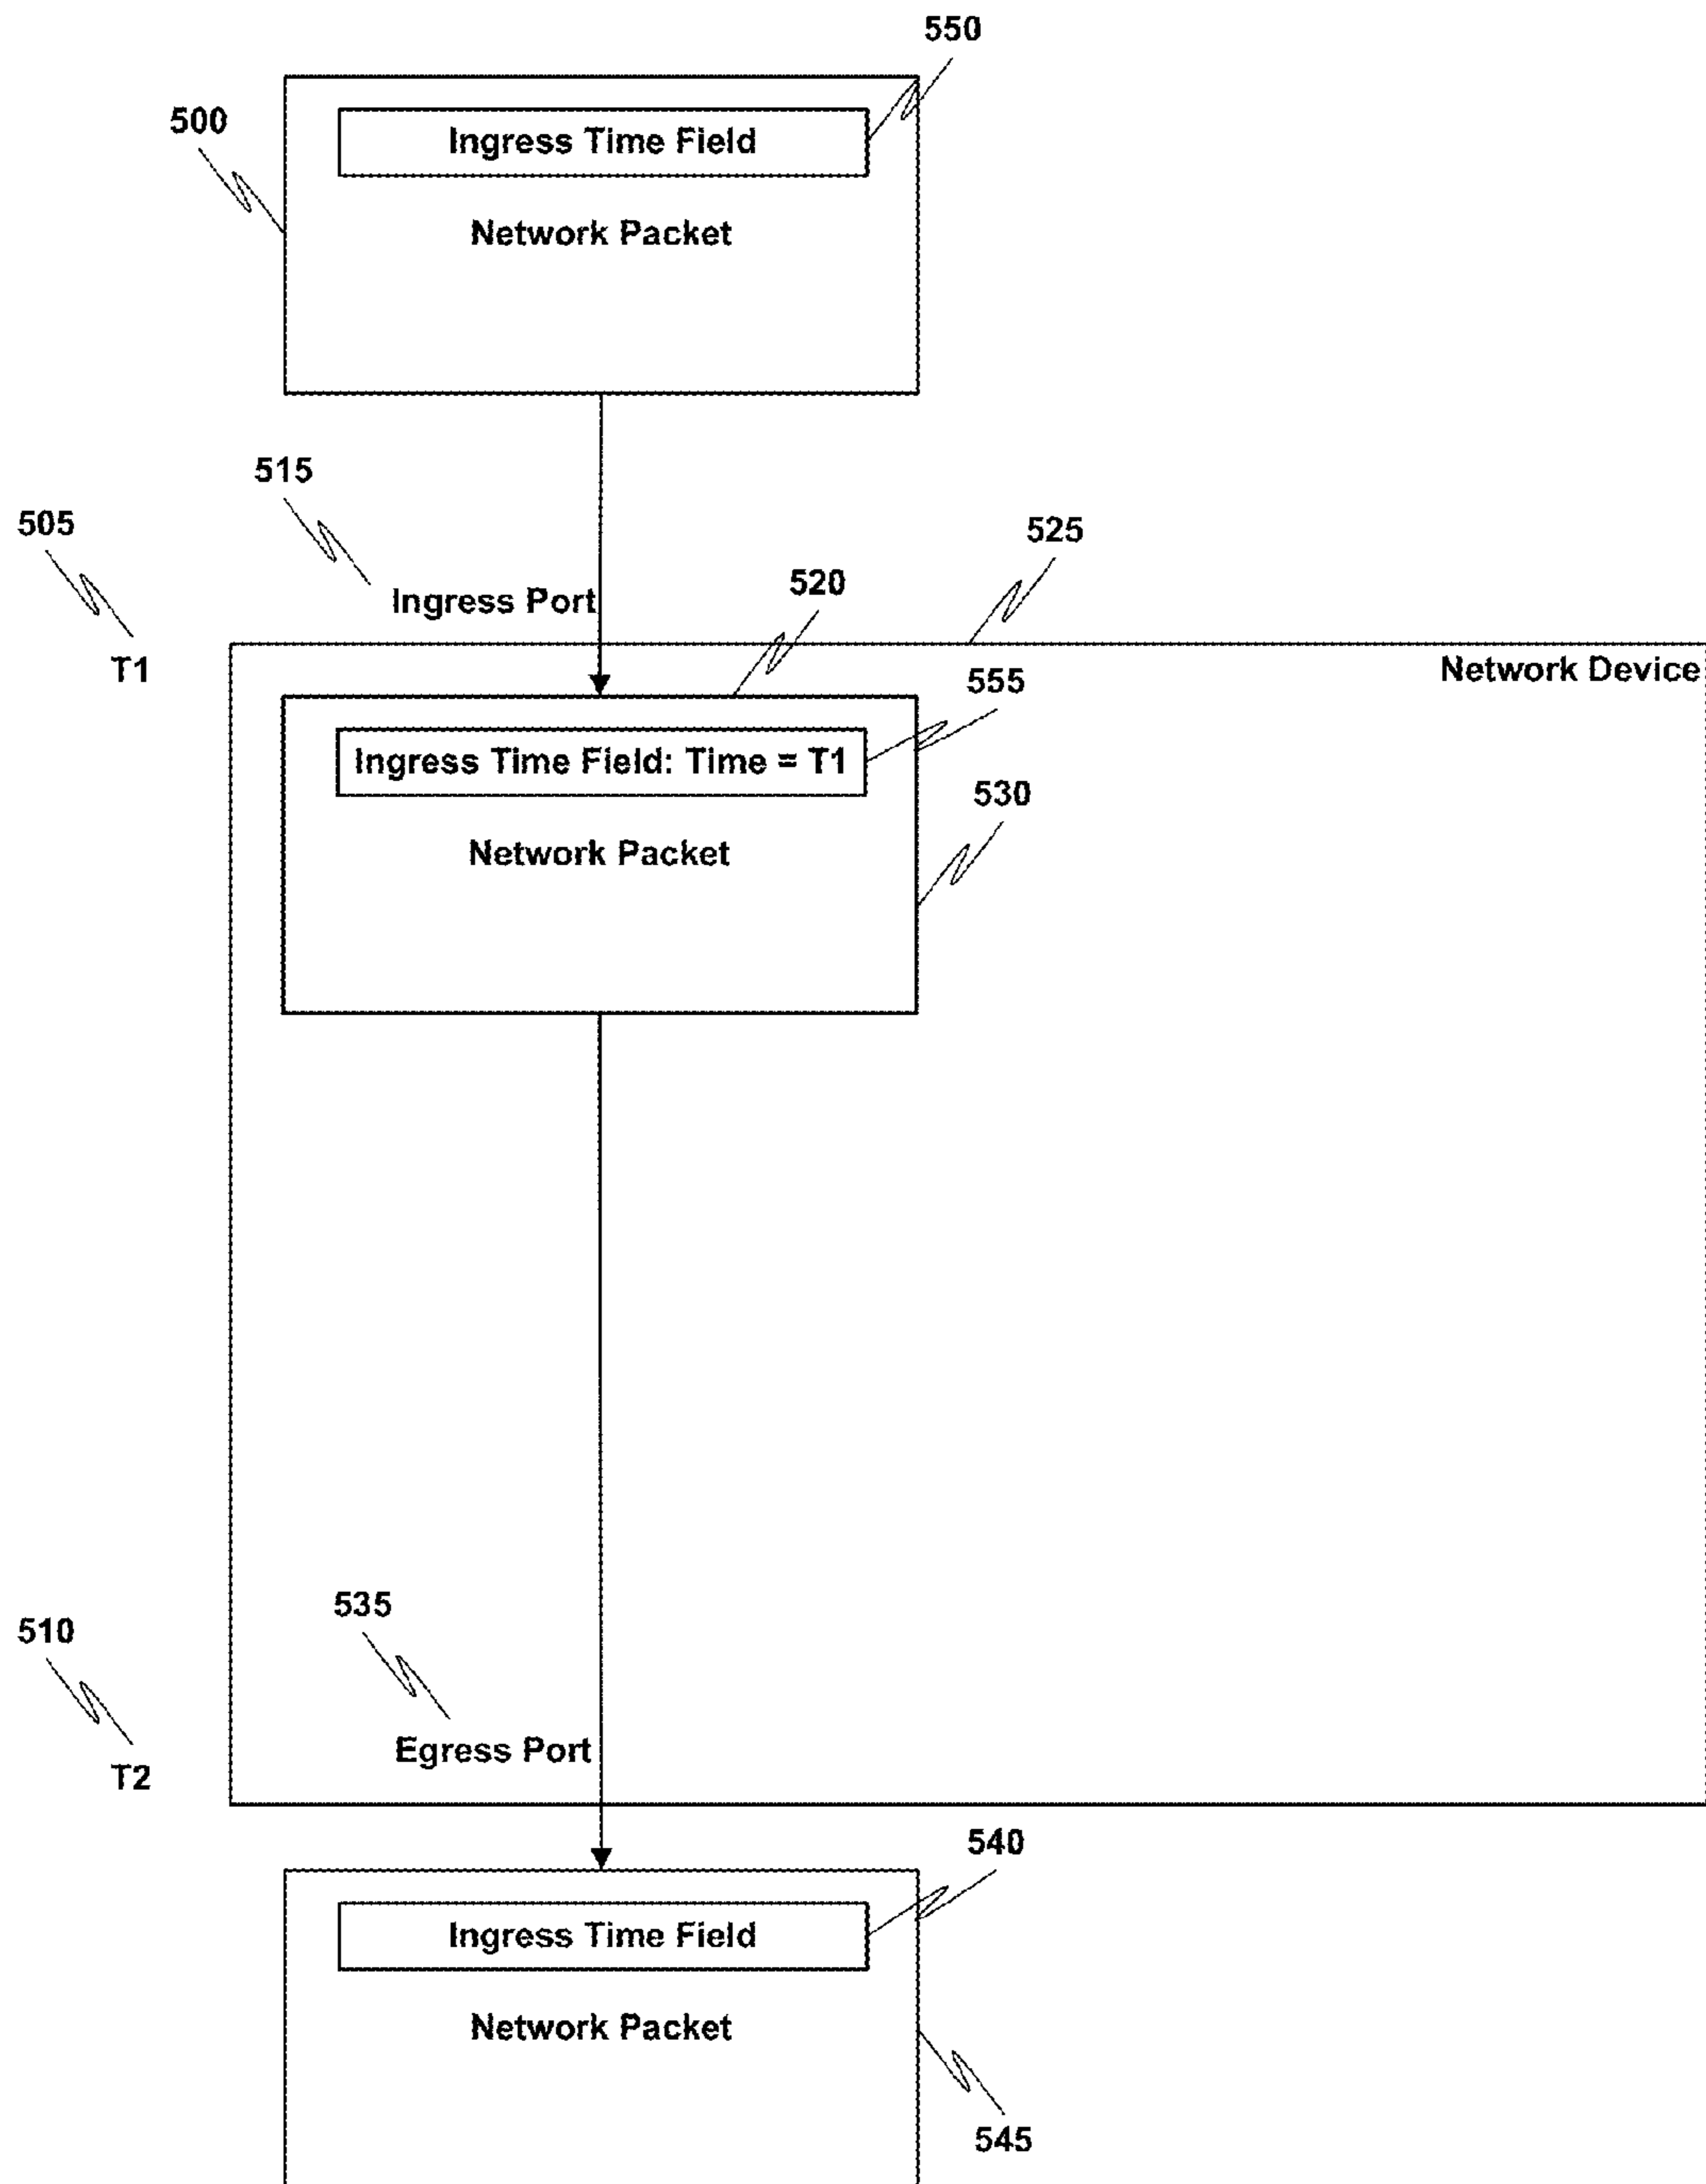 550
500
Ingress Time Field
Network Packet
515
505
525
520
Ingress Port
T1
Network Device
555
Ingress Time Field: Time = T1
530
Network Packet
535
510
Egress Port
T2
540
Ingress Time Field
Network Packet
545